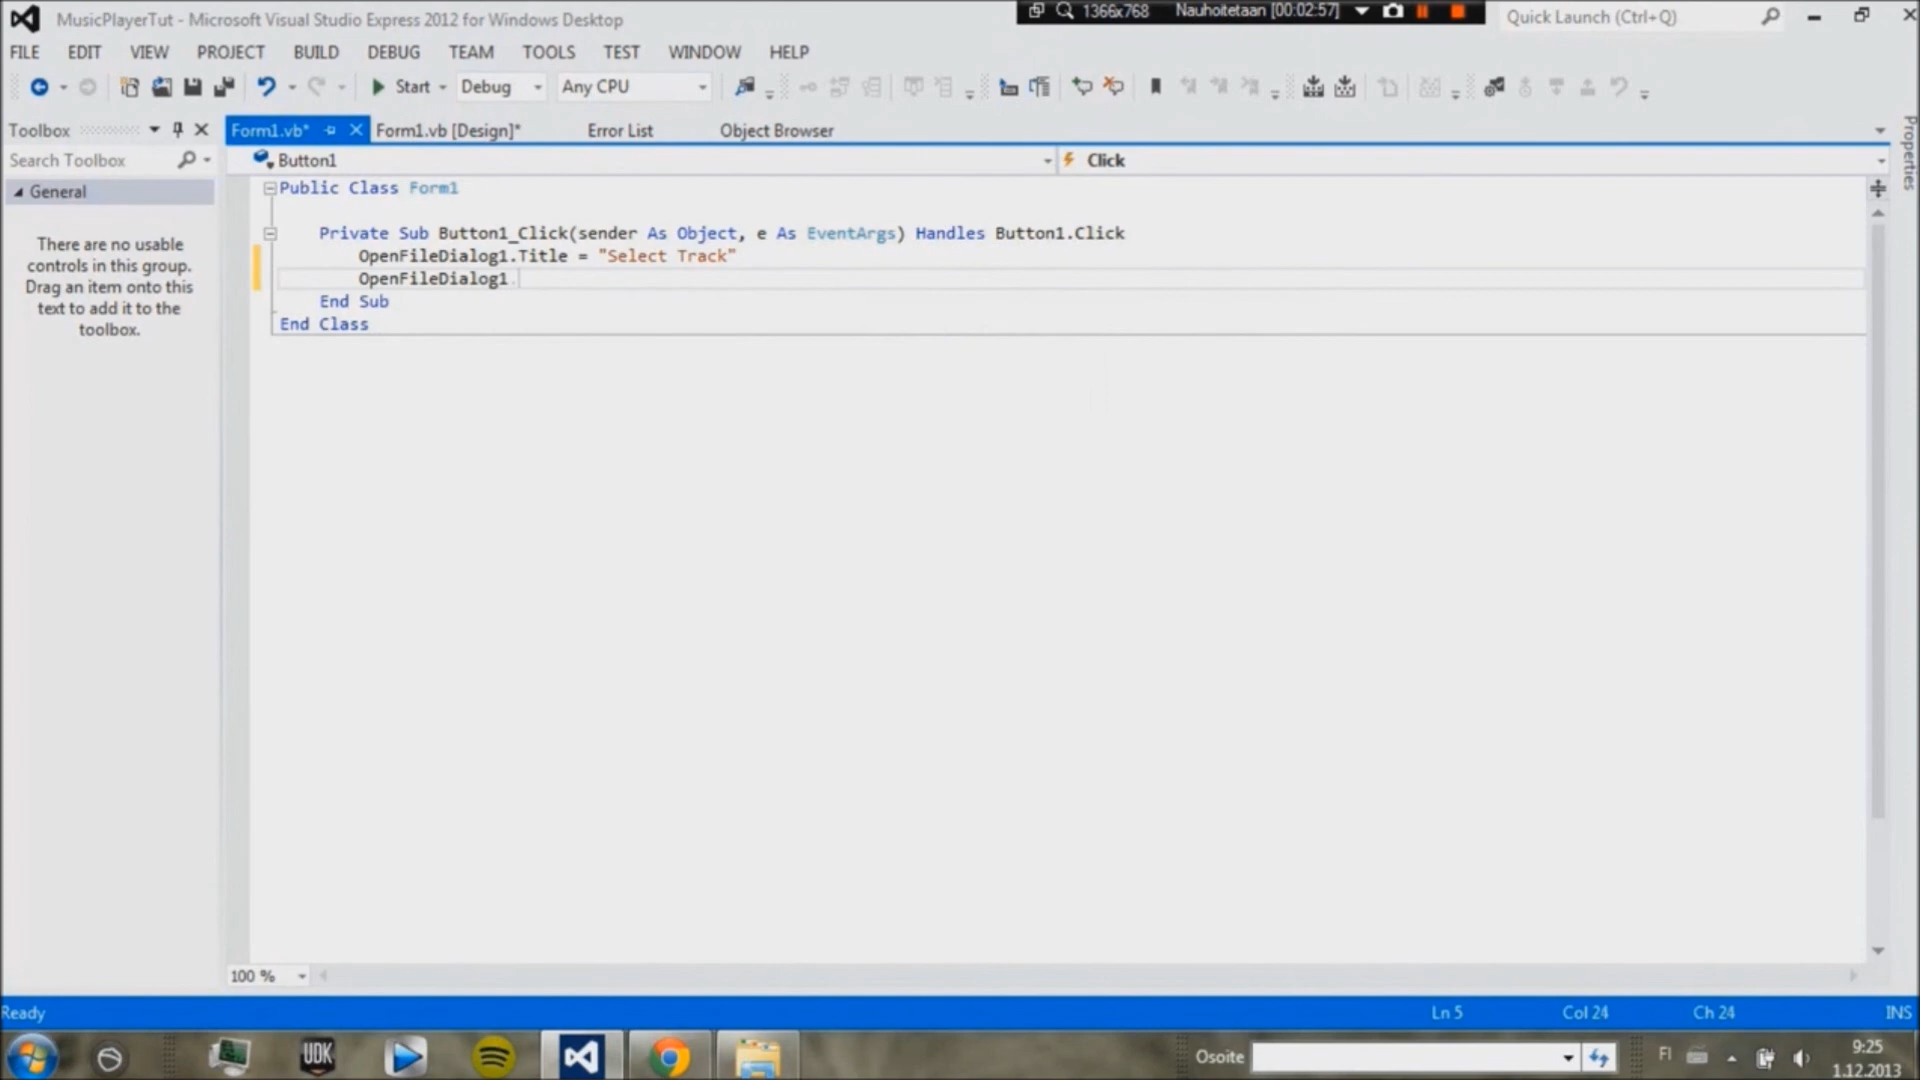 MusicPlayerTut - Microsoft Visual Studio Express 2012 for Windows Desktop
1366x768 Nauhoitetaan [00:02:57]
Quick Launch (Ctrl+Q)
FILE EDIT VIEW PROJECT BUILD DEBUG TEAM TOOLS TEST WINDOW HELP
Start Debug Any CPU
Toolbox
Form1.vb* Form1.vb [Design]* Error List Object Browser
Properties
Search Toolbox
Button1 Click
General
Public Class Form1
Private Sub Button1_Click(sender As Object, e As EventArgs) Handles Button1.Click
OpenFileDialog1.Title = "Select Track"
OpenFileDialog1.
End Sub
End Class
There are no usable
controls in this group.
Drag an item onto this
text to add it to the
toolbox.
100 %
Ready Ln 5 Col 24 Ch 24 INS
UDK
Osoite
FI
9:25
1.12.2013